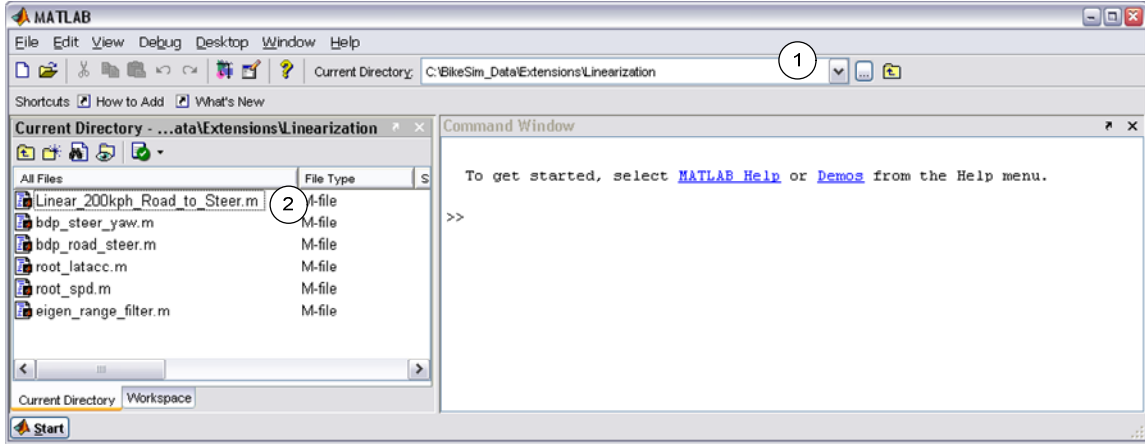 MATLAB
File Edit View Debug Desktop Window Help
Current Directory: C:\BikeSim_Data\Extensions\Linearization
1
Shortcuts How to Add What's New
Current Directory - ...ata\Extensions\Linearization
Command Window
All Files File Type S
To get started, select MATLAB Help or Demos from the Help menu.
Linear_200kph_Road_to_Steer.m M-file
2
>>
bdp_steer_yaw.m M-file
bdp_road_steer.m M-file
root_latacc.m M-file
root_spd.m M-file
eigen_range_filter.m M-file
Current Directory Workspace
Start